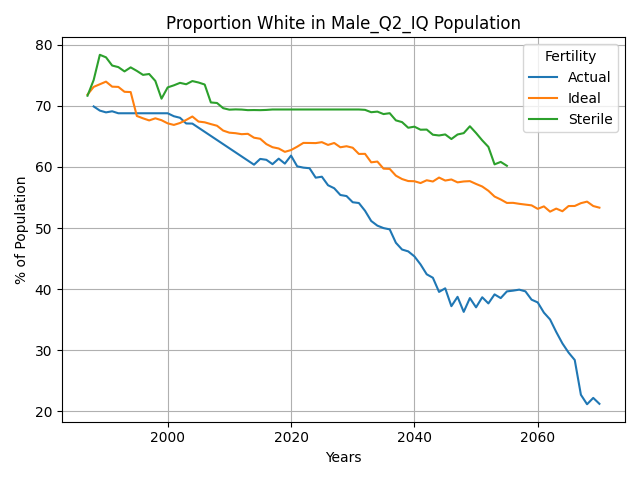 Proportion White in Male_Q2_IQ Population
% of Population
80
70
60
50
40
30
20
2000
2020
2040
2060
Years
Fertility
Actual
Ideal
Sterile